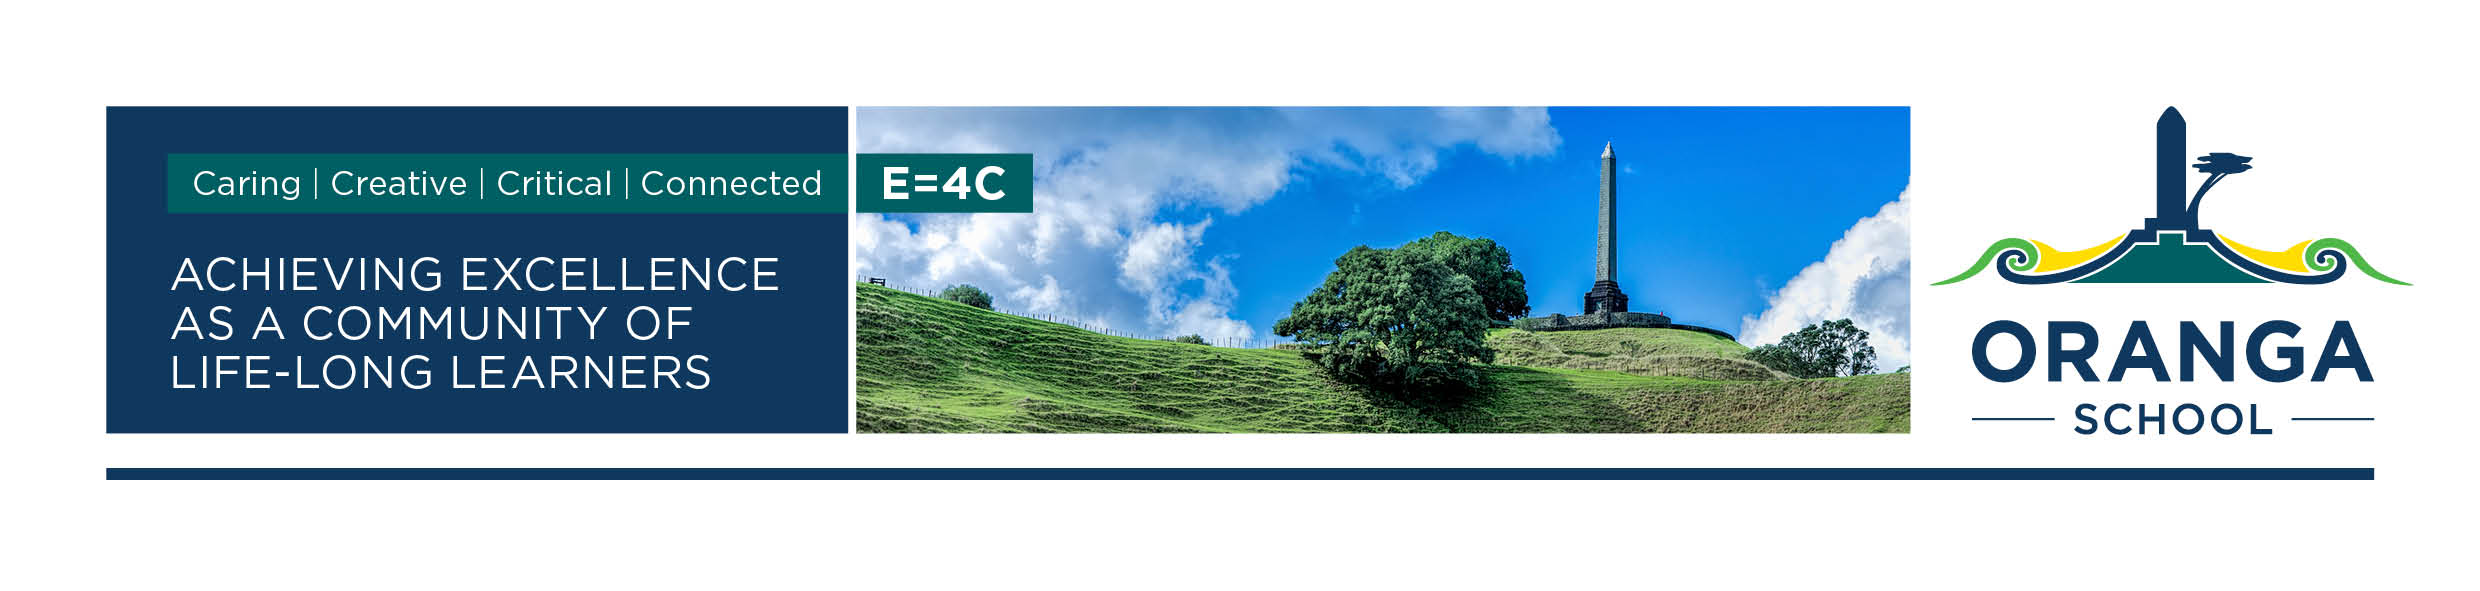 Caring | Creative | Critical | Connected E=4C
ACHIEVING EXCELLENCE
AS A COMMUNITY OF
LIFE-LONG LEARNERS
ORANGA
SCHOOL